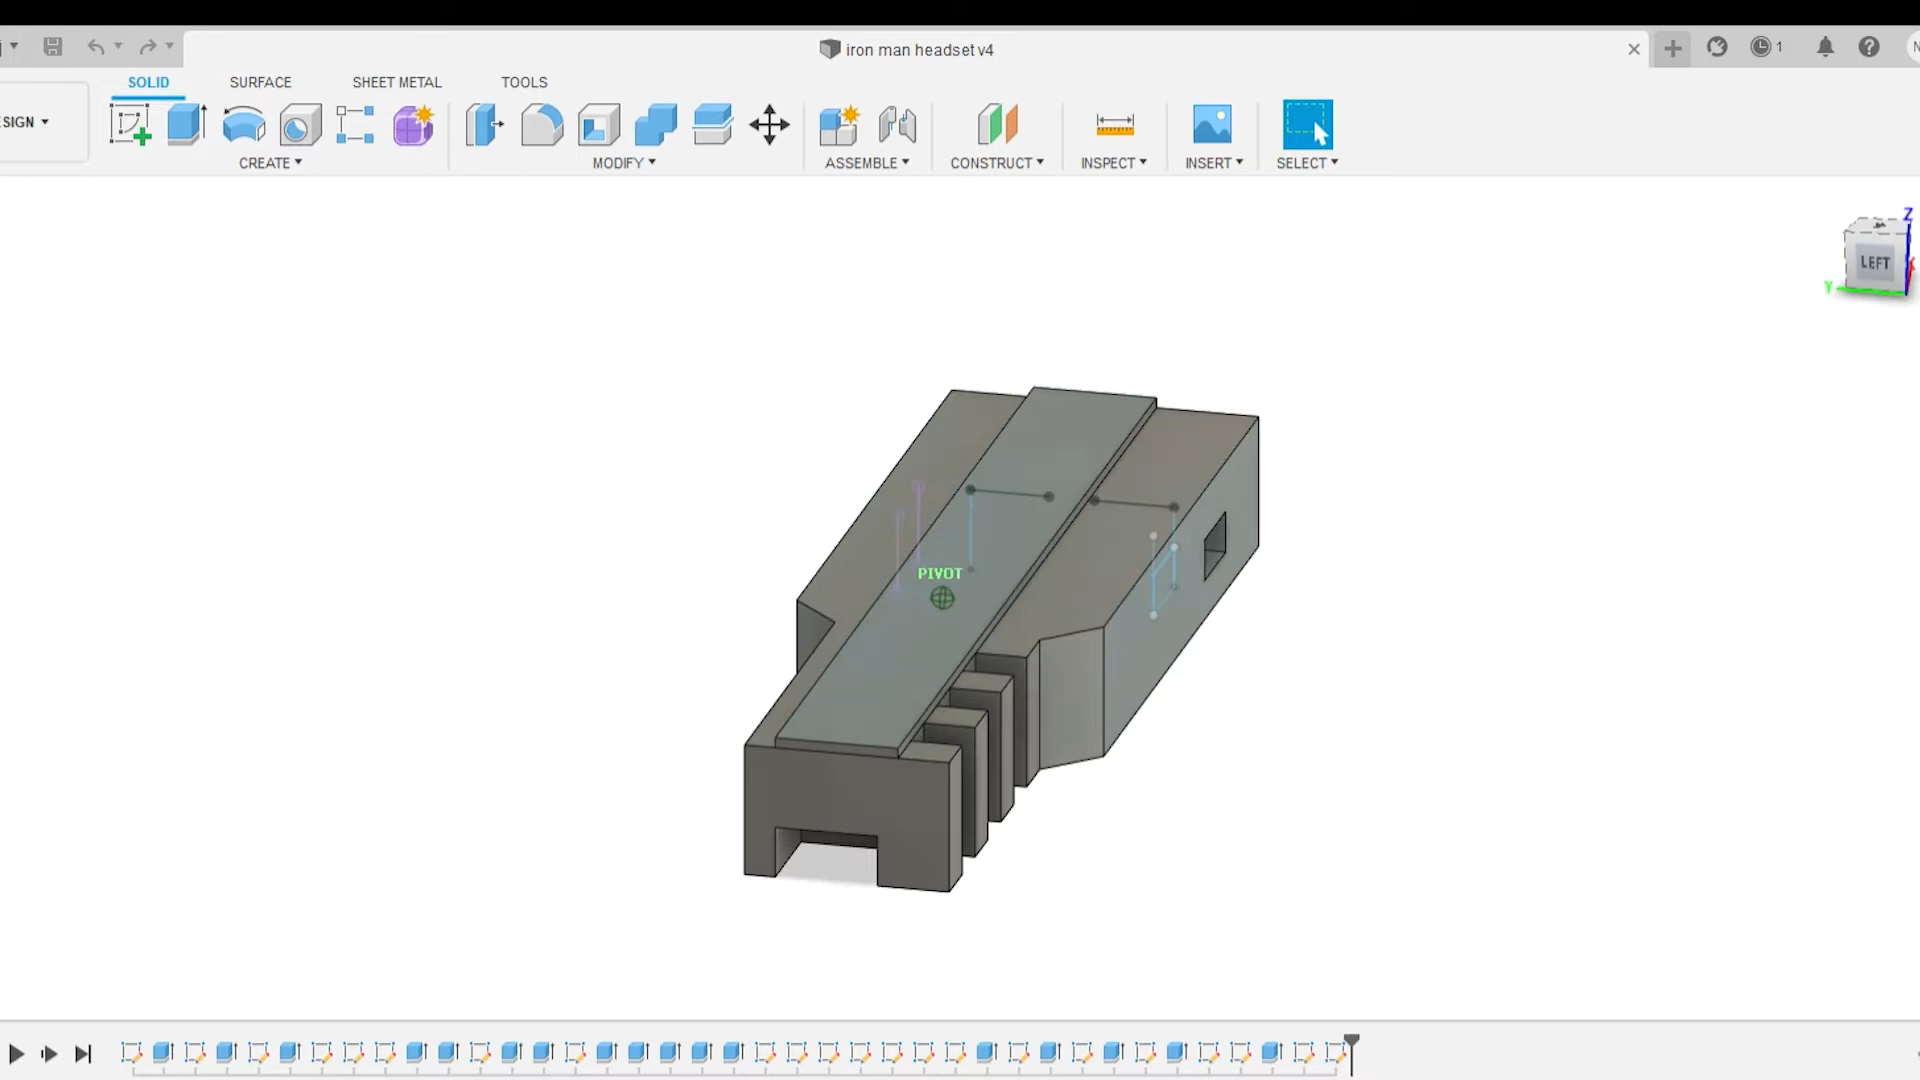 iron man headset v4
1
SOLID
SURFACE
SHEET METAL
TOOLS
SIGN
CREATE
MODIFY
ASSEMBLE
CONSTRUCT
INSPECT
INSERT
SELECT
Z
LEFT
Y
PIVOT